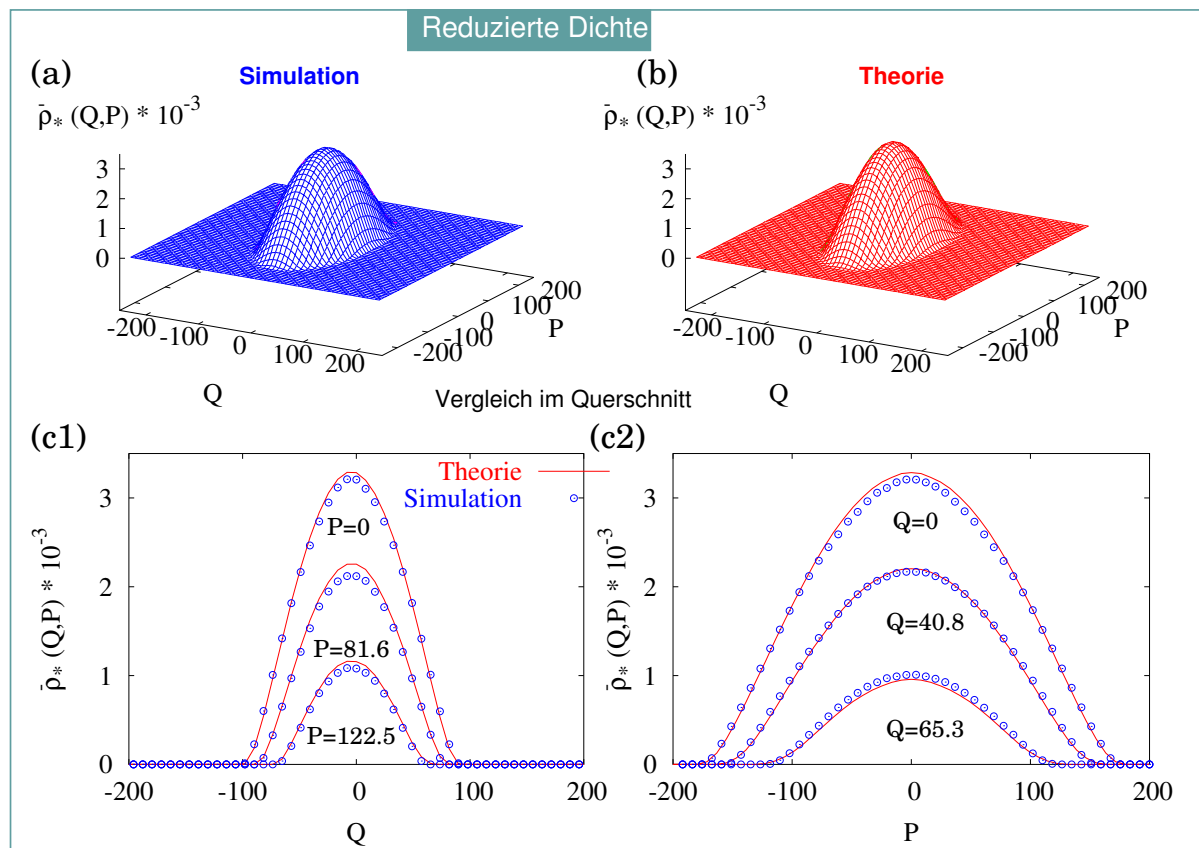 Reduzierte Dichte
(a)
Simulation
ρ̄* (Q,P) * 10^-3
3
2
1
0
-200
-100
0
100
200
Q
-200
-100
0
100
200
P
(b)
Theorie
ρ̄* (Q,P) * 10^-3
3
2
1
0
-200
-100
0
100
200
Q
-200
-100
0
100
200
P
Vergleich im Querschnitt
(c1)
ρ̄* (Q,P) * 10^-3
3
2
1
0
Theorie
Simulation
P=0
P=81.6
P=122.5
-200
-100
0
100
200
Q
(c2)
ρ̄* (Q,P) * 10^-3
3
2
1
0
Q=0
Q=40.8
Q=65.3
-200
-100
0
100
200
P